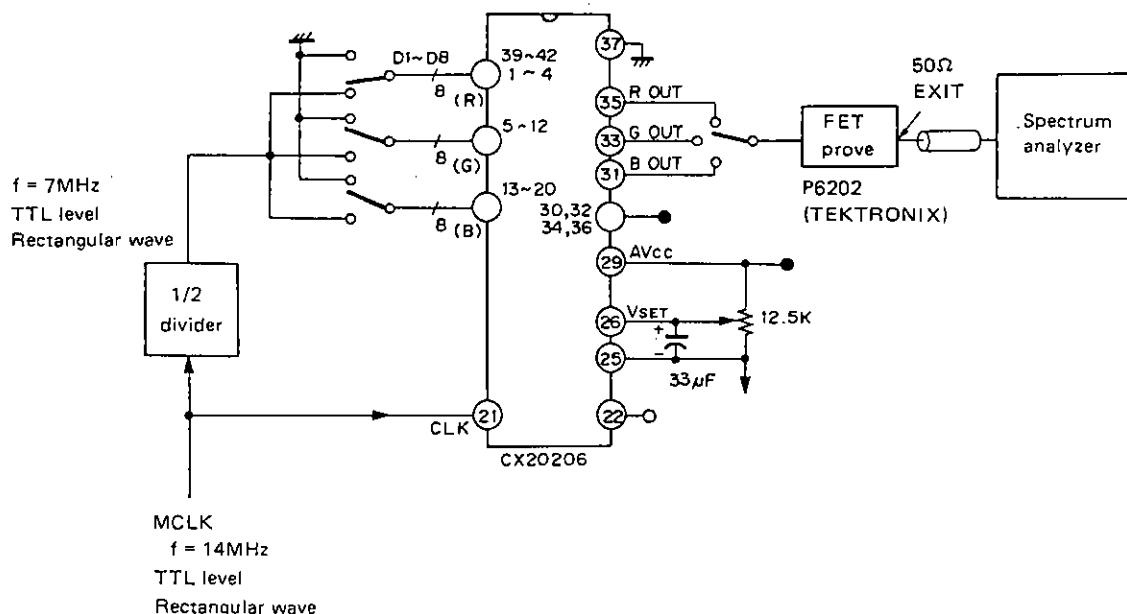 D1~D8
8
(R)
39~42
1 ~ 4
8
(G)
5~12
8
(B)
13~20
f = 7MHz
TTL level
Rectangular wave
1/2
divider
21
CLK
MCLK
f = 14MHz
TTL level
Rectangular wave
CX20206
37
35
R OUT
33
G OUT
31
B OUT
30,32
34,36
29
AVcc
26
VSET
25
22
+
−
33µF
12.5K
FET
prove
P6202
(TEKTRONIX)
50Ω
EXIT
Spectrum
analyzer